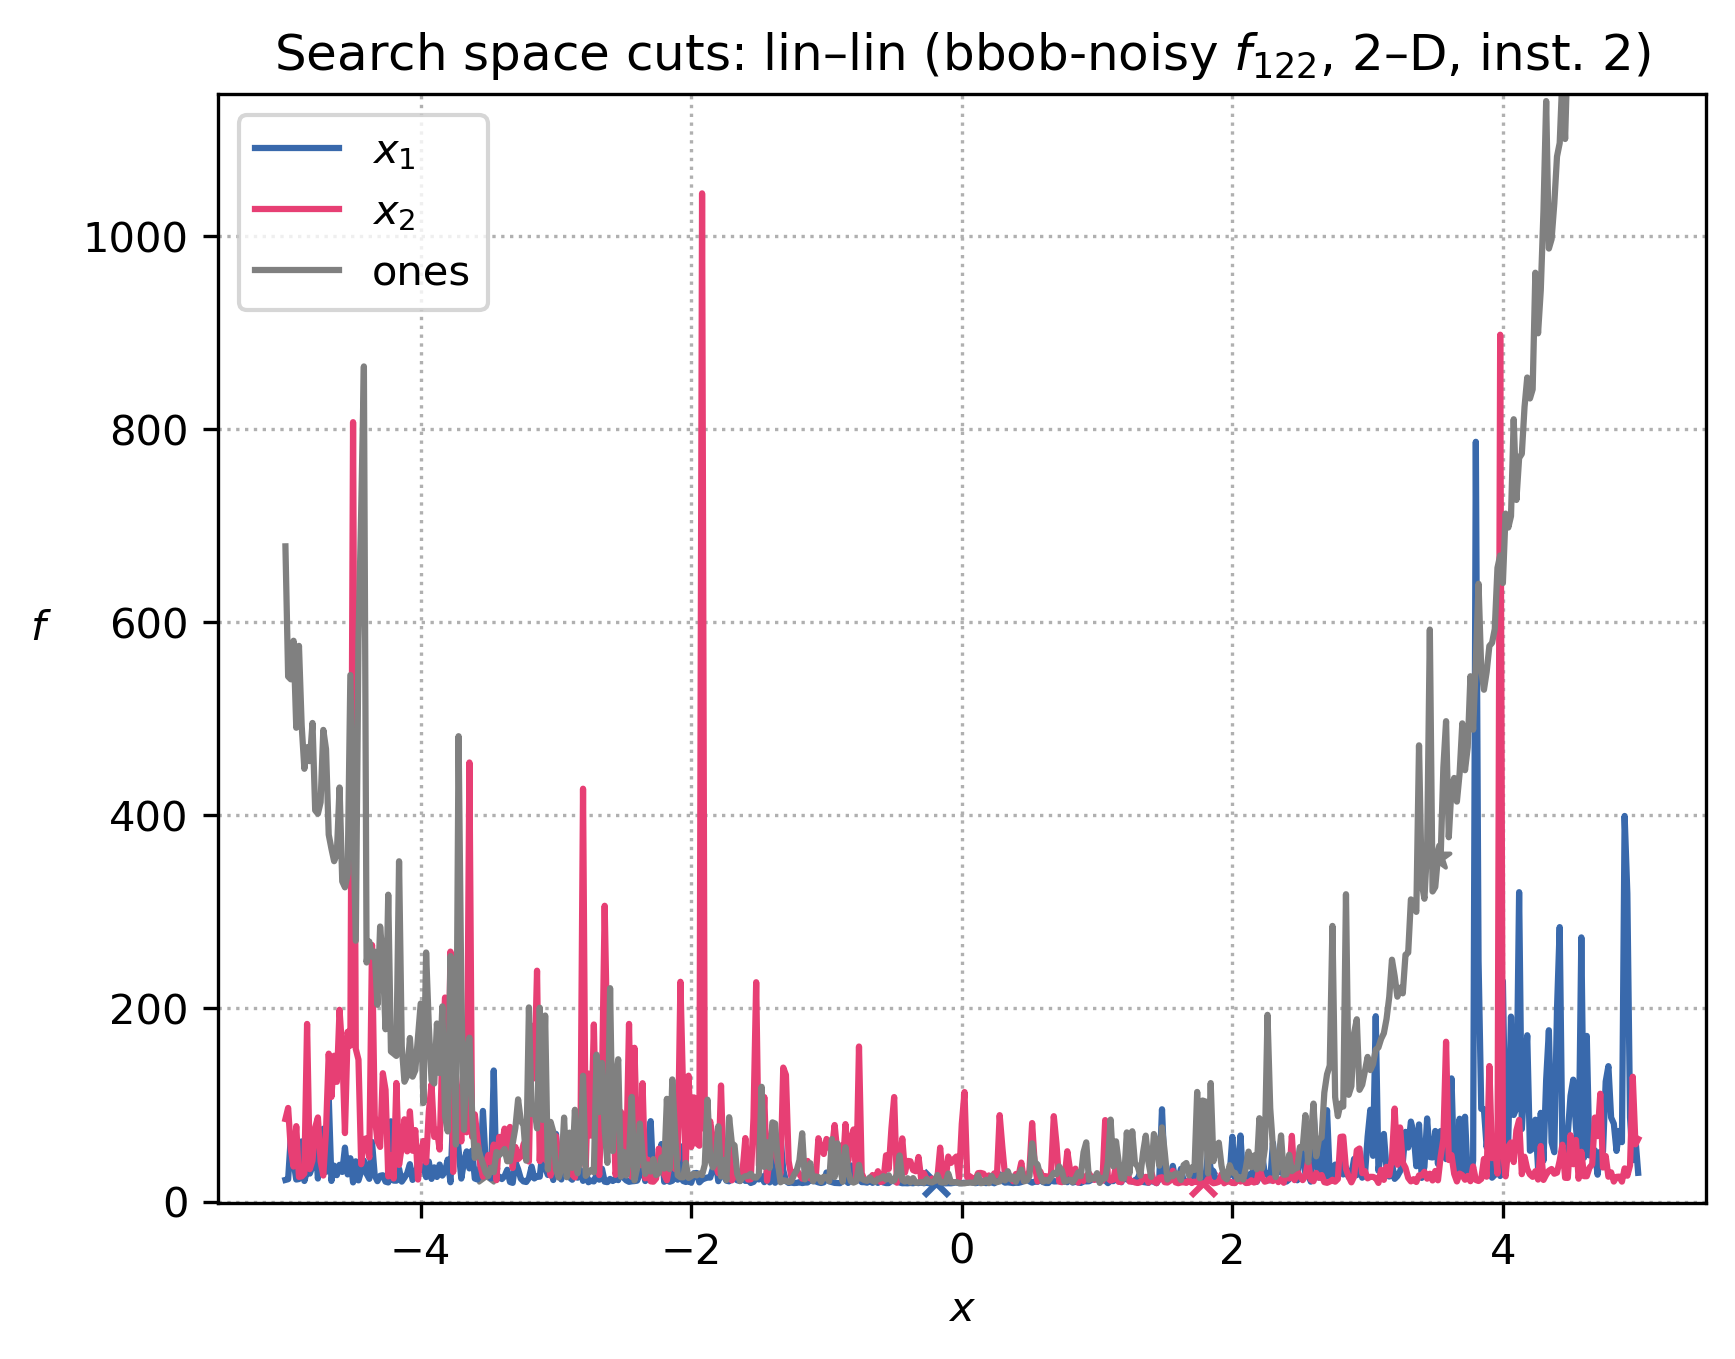 Search space cuts: lin–lin (bbob-noisy f₁₂₂, 2–D, inst. 2)
x₁
x₂
ones
1000
800
600
400
200
0
f
−4
−2
0
2
4
x